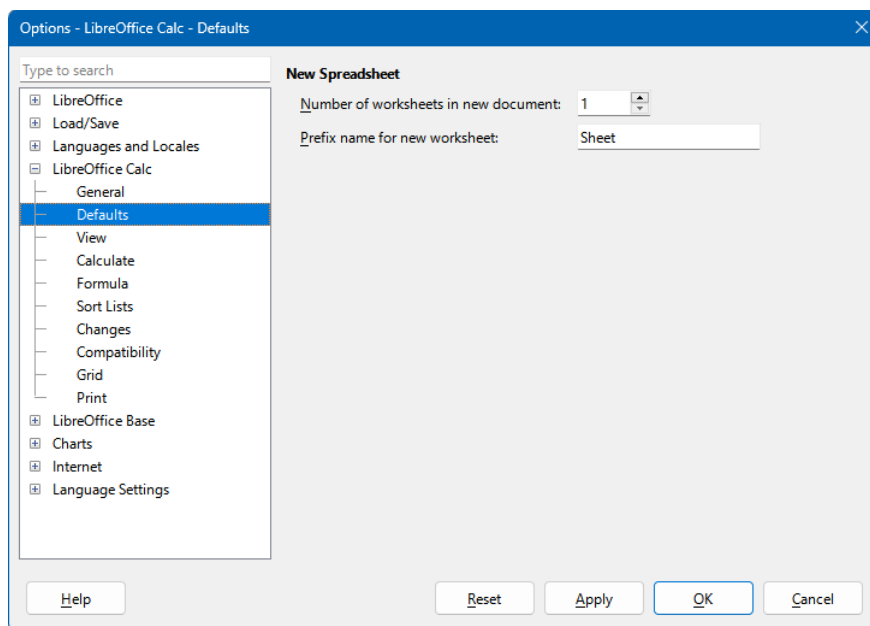 Options - LibreOffice Calc - Defaults
Type to search
LibreOffice
Load/Save
Languages and Locales
LibreOffice Calc
General
Defaults
View
Calculate
Formula
Sort Lists
Changes
Compatibility
Grid
Print
LibreOffice Base
Charts
Internet
Language Settings
New Spreadsheet
Number of worksheets in new document: 1
Prefix name for new worksheet: Sheet
Help Reset Apply OK Cancel